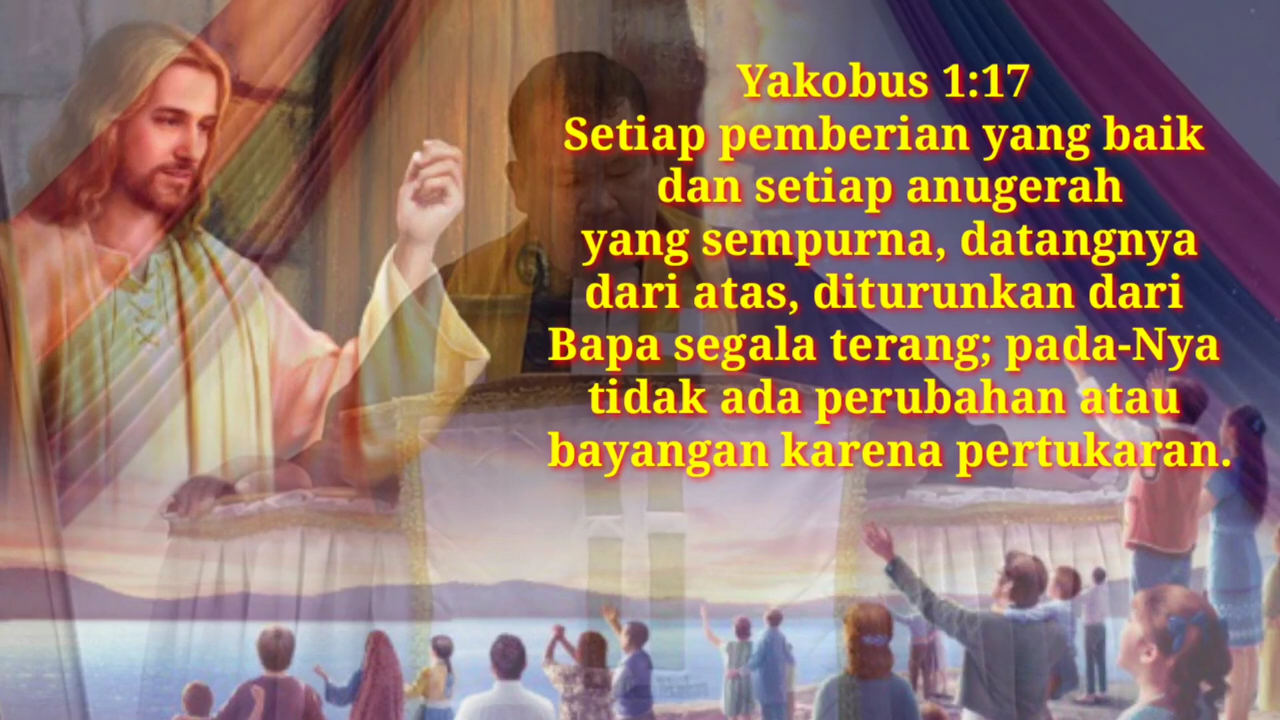 Yakobus 1:17
Setiap pemberian yang baik
dan setiap anugerah
yang sempurna, datangnya
dari atas, diturunkan dari
Bapa segala terang; pada-Nya
tidak ada perubahan atau
bayangan karena pertukaran.